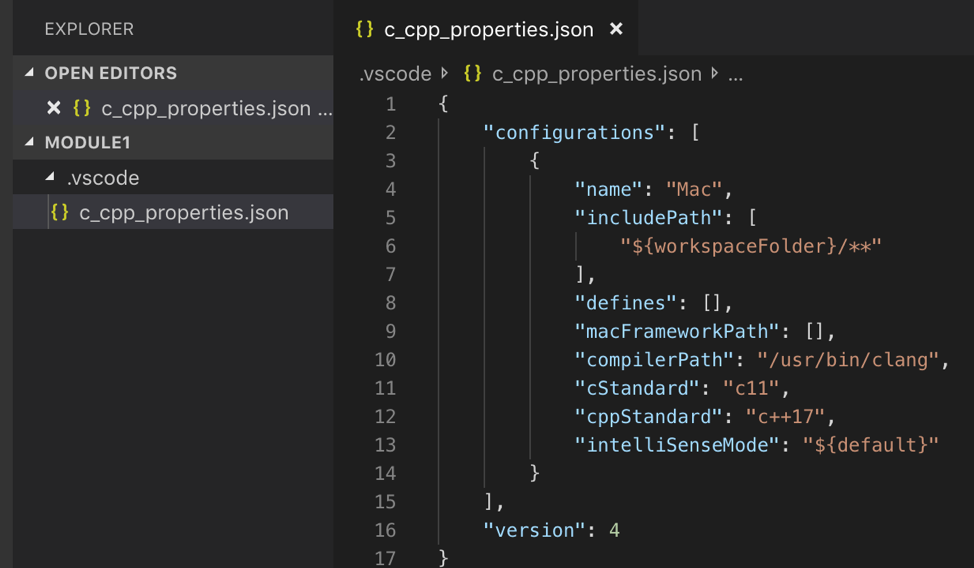 EXPLORER
OPEN EDITORS
c_cpp_properties.json ...
MODULE1
.vscode
{} c_cpp_properties.json
{} c_cpp_properties.json
.vscode {} c_cpp_properties.json ...
1 {
2 "configurations": [
3 {
4 "name": "Mac",
5 "includePath": [
6 "${workspaceFolder}/**"
7 ],
8 "defines": [],
9 "macFrameworkPath": [],
10 "compilerPath": "/usr/bin/clang",
11 "cStandard": "c11",
12 "cppStandard": "c++17",
13 "intelliSenseMode": "${default}"
14 }
15 ],
16 "version": 4
17 }